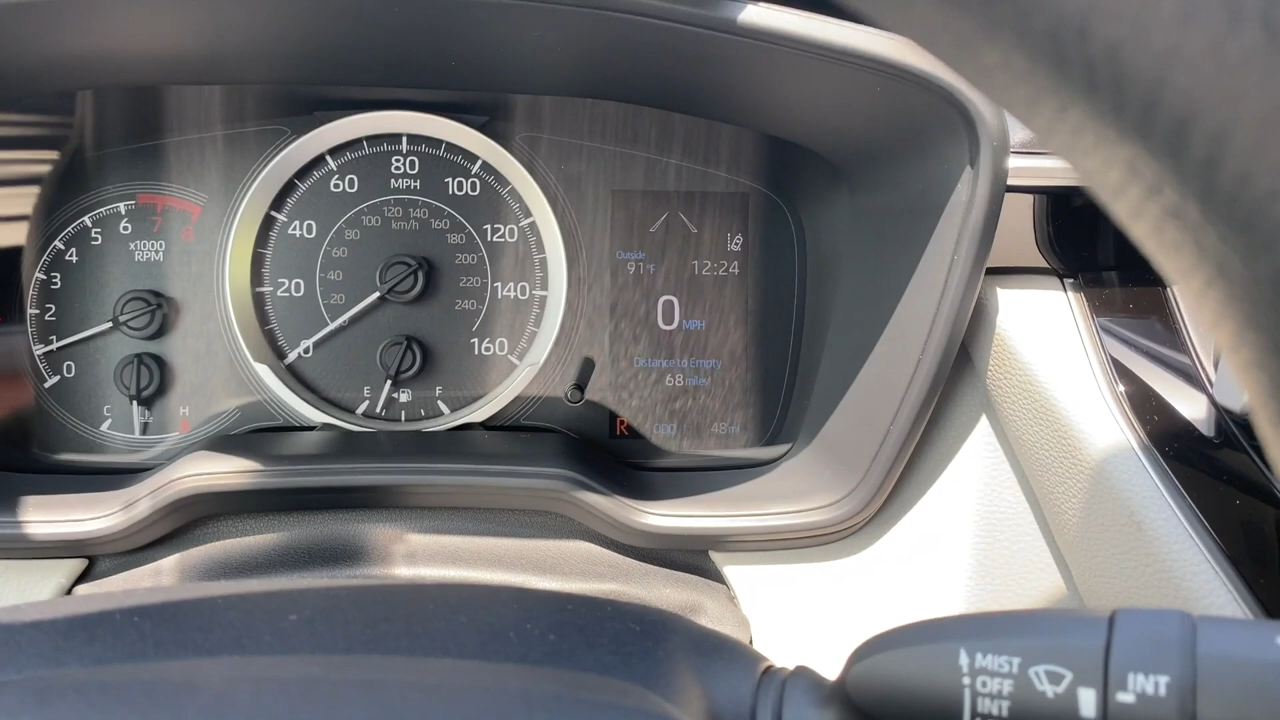 0
1
2
3
4
5
6
7
8
x1000
RPM
C
H
0
20
40
60
80
100
120
140
160
MPH
20
40
60
80
100
120
140
160
180
200
220
240
km/h
E
F
Outside
91°F
12:24
0 MPH
Distance to Empty
68 miles
R ODO 48 mi
MIST
OFF
INT
INT